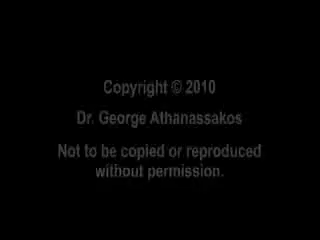 Copyright © 2010
Dr. George Athanassakos
Not to be copied or reproduced
without permission.